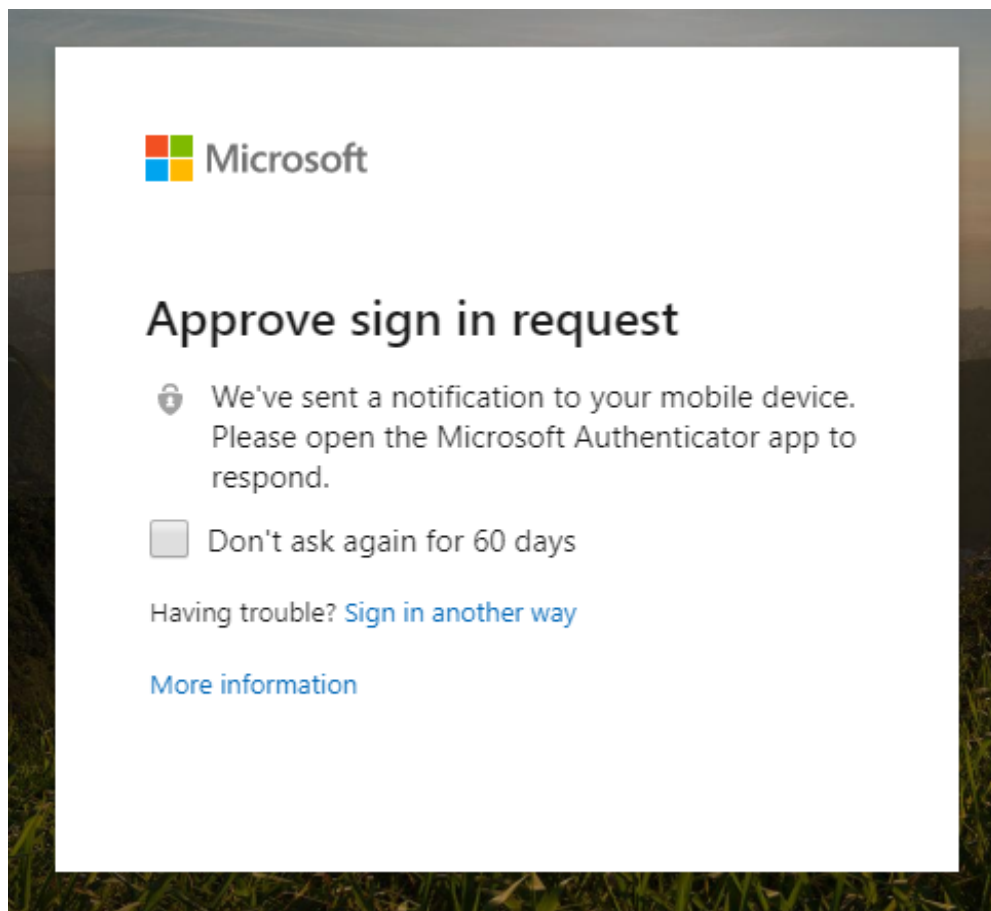 Microsoft
Approve sign in request
We've sent a notification to your mobile device.
Please open the Microsoft Authenticator app to
respond.
Don't ask again for 60 days
Having trouble? Sign in another way
More information